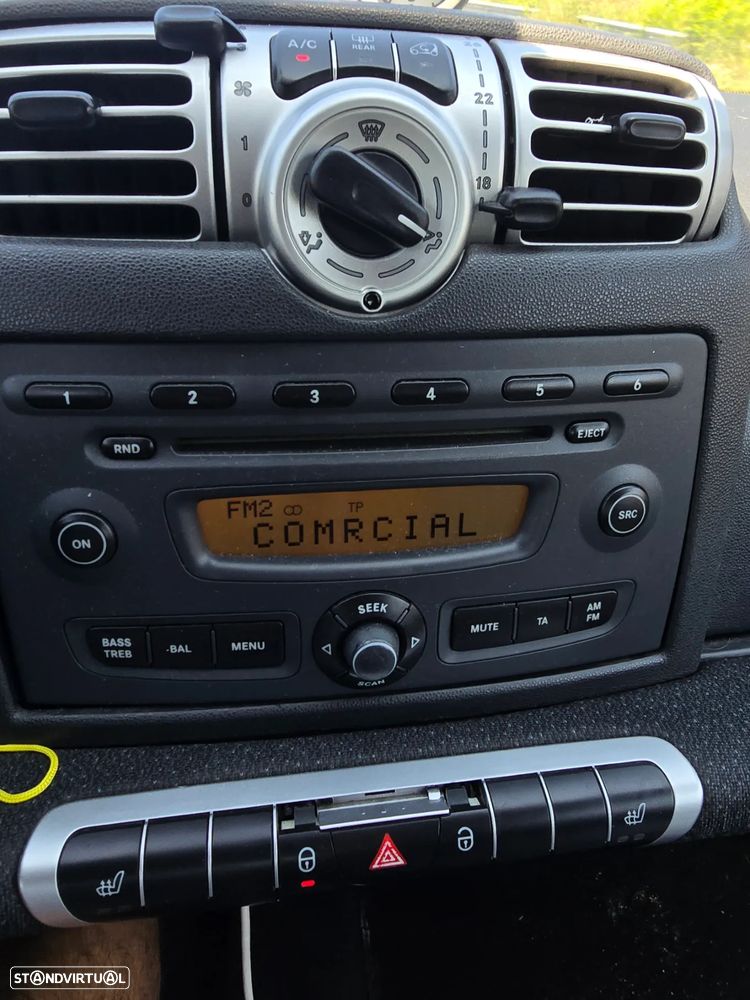 A/C
REAR
26
22
1
18
0
1 2 3 4 5 6
RND
EJECT
FM2 TP
COMRCIAL
ON
SRC
SEEK
BASS TREB
-BAL
MENU
MUTE
TA
AM FM
SCAN
STANDVIRTUAL